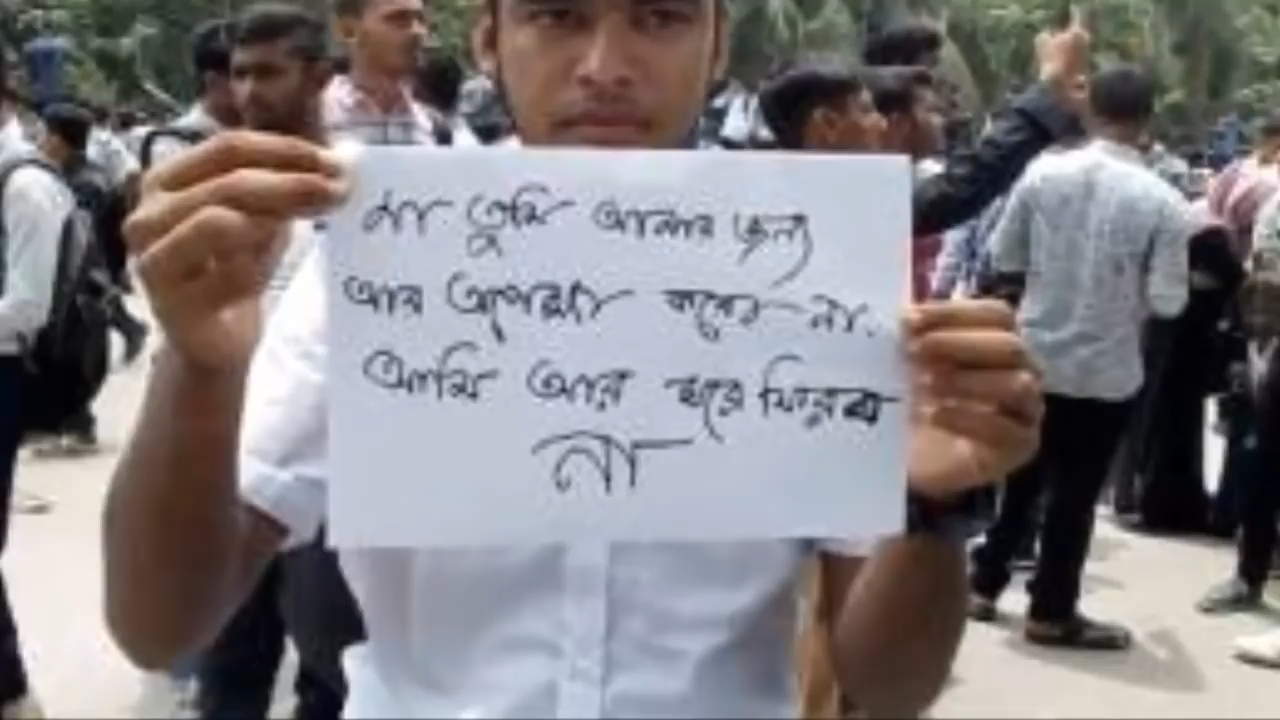 মা তুমি আমার জন্য
আর অপেক্ষা করো না.
আমি আর ঘরে ফিরব
না